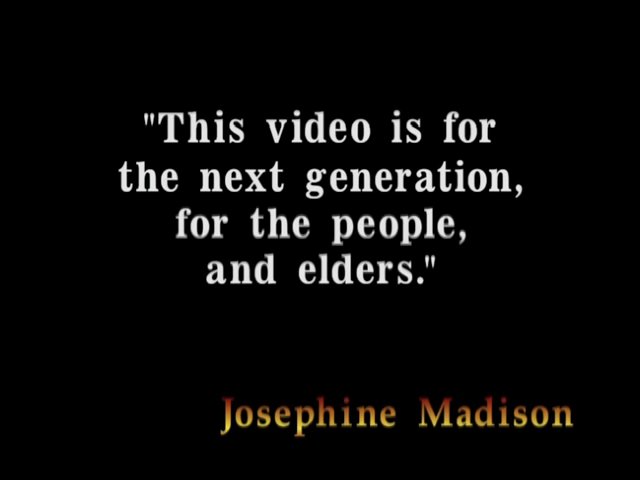 "This video is for
the next generation,
for the people,
and elders."
Josephine Madison